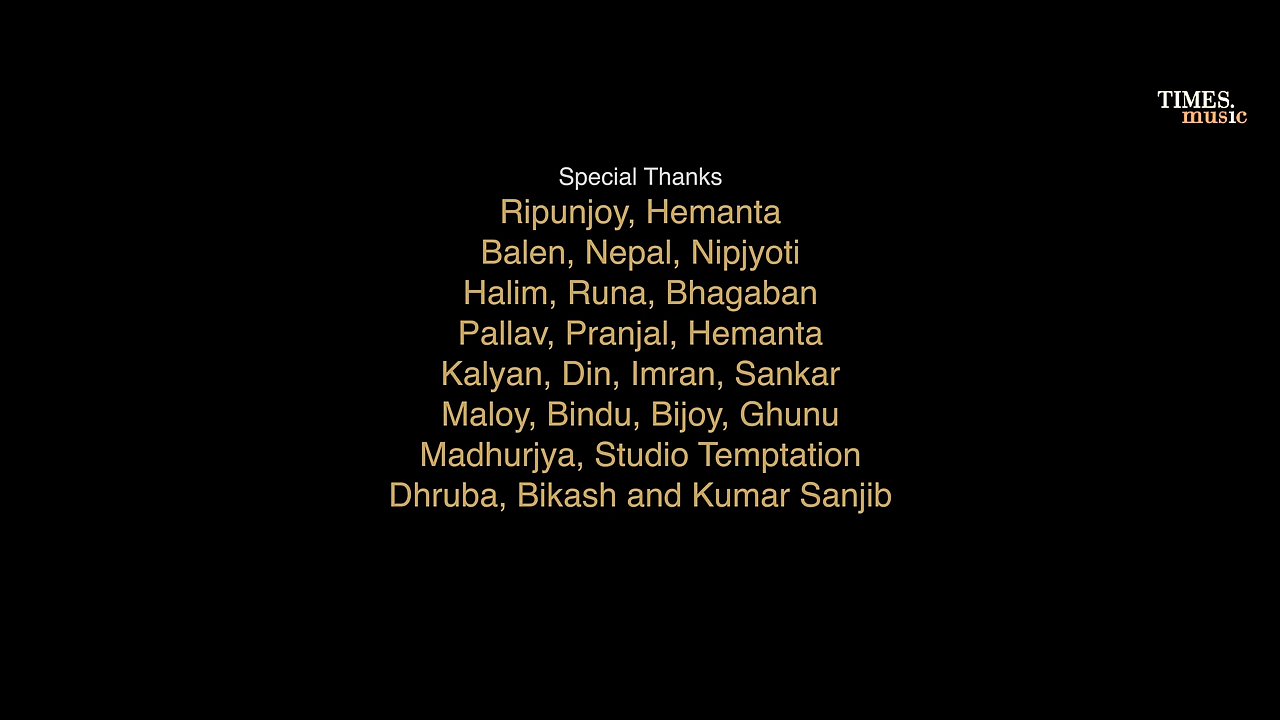 TIMES.
music
Special Thanks
Ripunjoy, Hemanta
Balen, Nepal, Nipjyoti
Halim, Runa, Bhagaban
Pallav, Pranjal, Hemanta
Kalyan, Din, Imran, Sankar
Maloy, Bindu, Bijoy, Ghunu
Madhurjya, Studio Temptation
Dhruba, Bikash and Kumar Sanjib